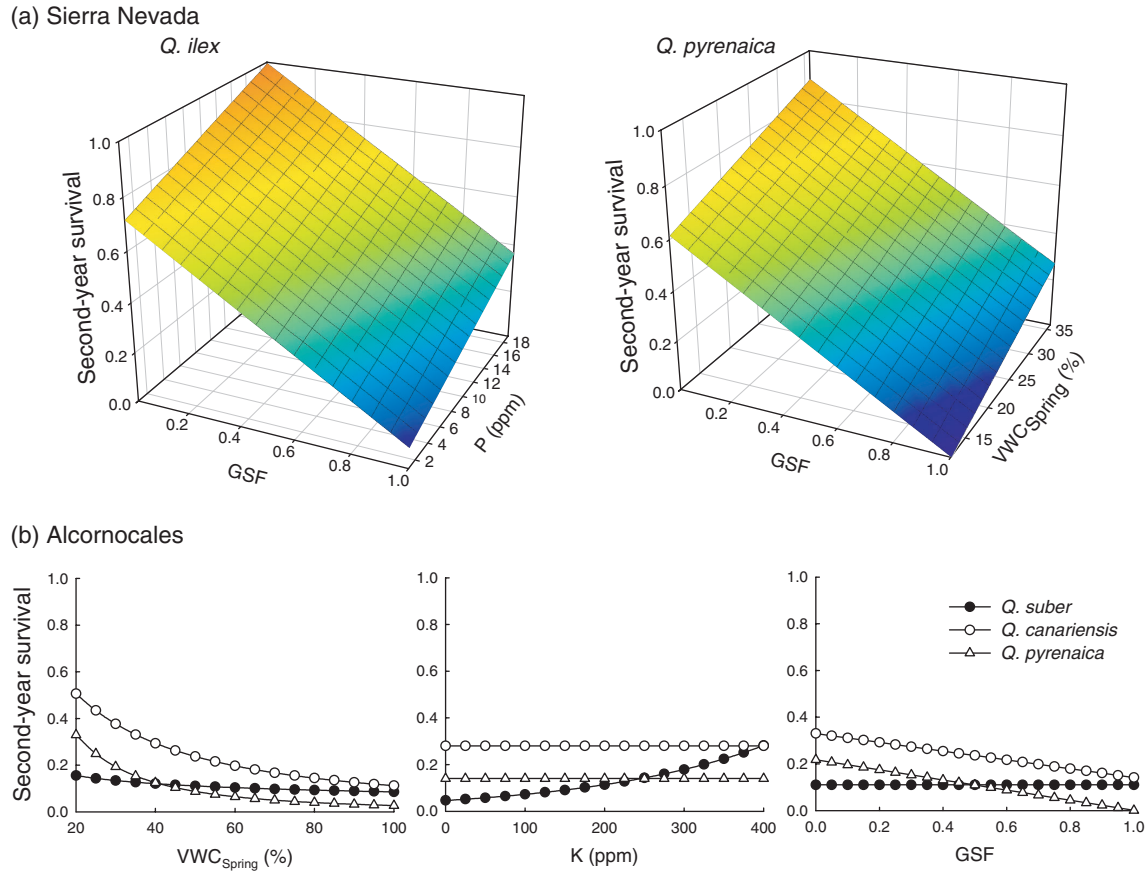 (a) Sierra Nevada
Q. ilex
Q. pyrenaica
Second-year survival
1.0
0.8
0.6
0.4
0.2
0.0
0.2
0.4
0.6
0.8
1.0
GSF
2
4
6
8
10
12
14
16
18
P (ppm)
Second-year survival
1.0
0.8
0.6
0.4
0.2
0.0
0.2
0.4
0.6
0.8
1.0
GSF
15
20
25
30
35
VWCSpring (%)
(b) Alcornocales
Second-year survival
1.0
0.8
0.6
0.4
0.2
0.0
20 40 60 80 100
VWCSpring (%)
1.0
0.8
0.6
0.4
0.2
0.0
0 100 200 300 400
K (ppm)
1.0
0.8
0.6
0.4
0.2
0.0
0.0 0.2 0.4 0.6 0.8 1.0
GSF
Q. suber
Q. canariensis
Q. pyrenaica